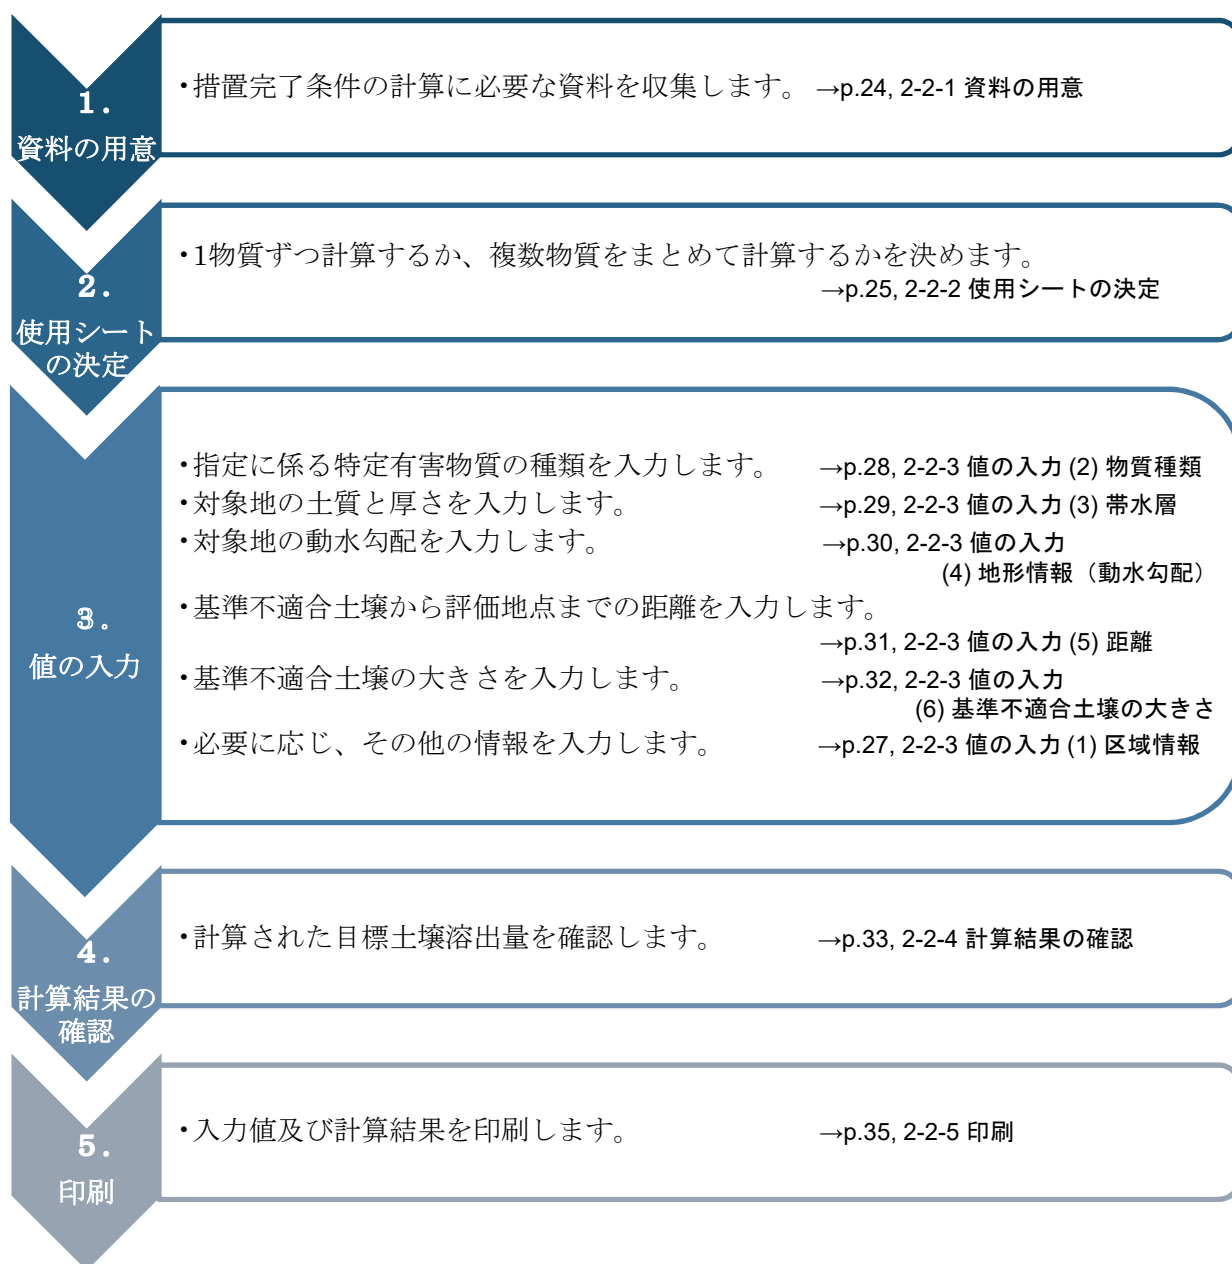 1.
資料の用意
・措置完了条件の計算に必要な資料を収集します。 →p.24, 2-2-1 資料の用意
2.
使用シート
の決定
・1物質ずつ計算するか、複数物質をまとめて計算するかを決めます。
→p.25, 2-2-2 使用シートの決定
3.
値の入力
・指定に係る特定有害物質の種類を入力します。 →p.28, 2-2-3 値の入力 (2) 物質種類
・対象地の土質と厚さを入力します。 →p.29, 2-2-3 値の入力 (3) 帯水層
・対象地の動水勾配を入力します。 →p.30, 2-2-3 値の入力
(4) 地形情報（動水勾配）
・基準不適合土壌から評価地点までの距離を入力します。
→p.31, 2-2-3 値の入力 (5) 距離
・基準不適合土壌の大きさを入力します。 →p.32, 2-2-3 値の入力
(6) 基準不適合土壌の大きさ
・必要に応じ、その他の情報を入力します。 →p.27, 2-2-3 値の入力 (1) 区域情報
4.
計算結果の
確認
・計算された目標土壌溶出量を確認します。 →p.33, 2-2-4 計算結果の確認
5.
印刷
・入力値及び計算結果を印刷します。 →p.35, 2-2-5 印刷